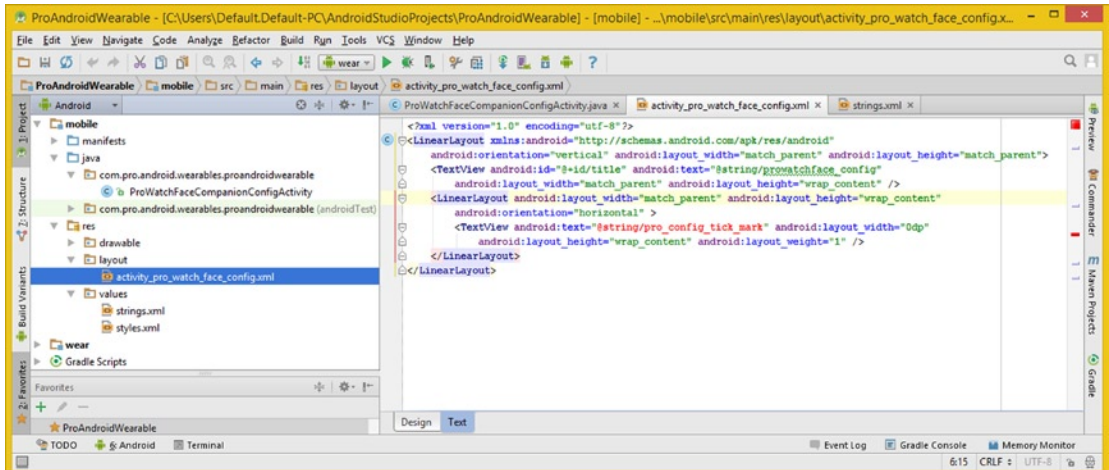 ProAndroidWearable - [C:\Users\Default.Default-PC\AndroidStudioProjects\ProAndroidWearable] - [mobile] - ...\mobile\src\main\res\layout\activity_pro_watch_face_config.x...
File Edit View Navigate Code Analyze Refactor Build Run Tools VCS Window Help
wear
ProAndroidWearable mobile src main res layout activity_pro_watch_face_config.xml
Android
ProWatchFaceCompanionConfigActivity.java × activity_pro_watch_face_config.xml × strings.xml ×
1: Project
Z: Structure
Build Variants
2: Favorites
mobile
manifests
java
com.pro.android.wearables.proandroidwearable
ProWatchFaceCompanionConfigActivity
com.pro.android.wearables.proandroidwearable (androidTest)
res
drawable
layout
activity_pro_watch_face_config.xml
values
strings.xml
styles.xml
wear
Gradle Scripts
Favorites
ProAndroidWearable
<?xml version="1.0" encoding="utf-8"?>
<LinearLayout xmlns:android="http://schemas.android.com/apk/res/android"
android:orientation="vertical" android:layout_width="match_parent" android:layout_height="match_parent">
<TextView android:id="@+id/title" android:text="@string/prowatchface_config"
android:layout_width="match_parent" android:layout_height="wrap_content" />
<LinearLayout android:layout_width="match_parent" android:layout_height="wrap_content"
android:orientation="horizontal" >
<TextView android:text="@string/pro_config_tick_mark" android:layout_width="0dp"
android:layout_height="wrap_content" android:layout_weight="1" />
</LinearLayout>
</LinearLayout>
Design Text
Preview
Commander
m Maven Projects
Gradle
TODO 6: Android Terminal
Event Log Gradle Console Memory Monitor
6:15 CRLF UTF-8